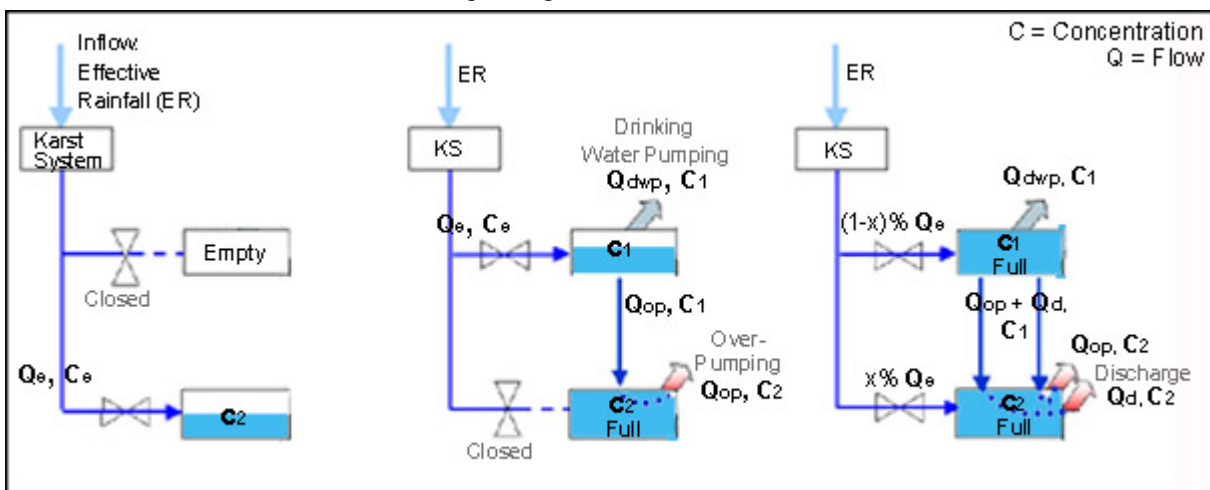 Inflow:
Effective
Rainfall (ER)
Karst
System
Empty
Closed
Qe, Ce
C2
ER
KS
Drinking
Water Pumping
Qdwp, C1
Qe, Ce
C1
Qop, C1
Over-
Pumping
Qop, C2
C2
Full
Closed
C = Concentration
Q = Flow
ER
KS
Qdwp, C1
(1-x)% Qe
C1
Full
Qop + Qd,
C1
Qop, C2
Discharge
Qd, C2
x% Qe
C2
Full